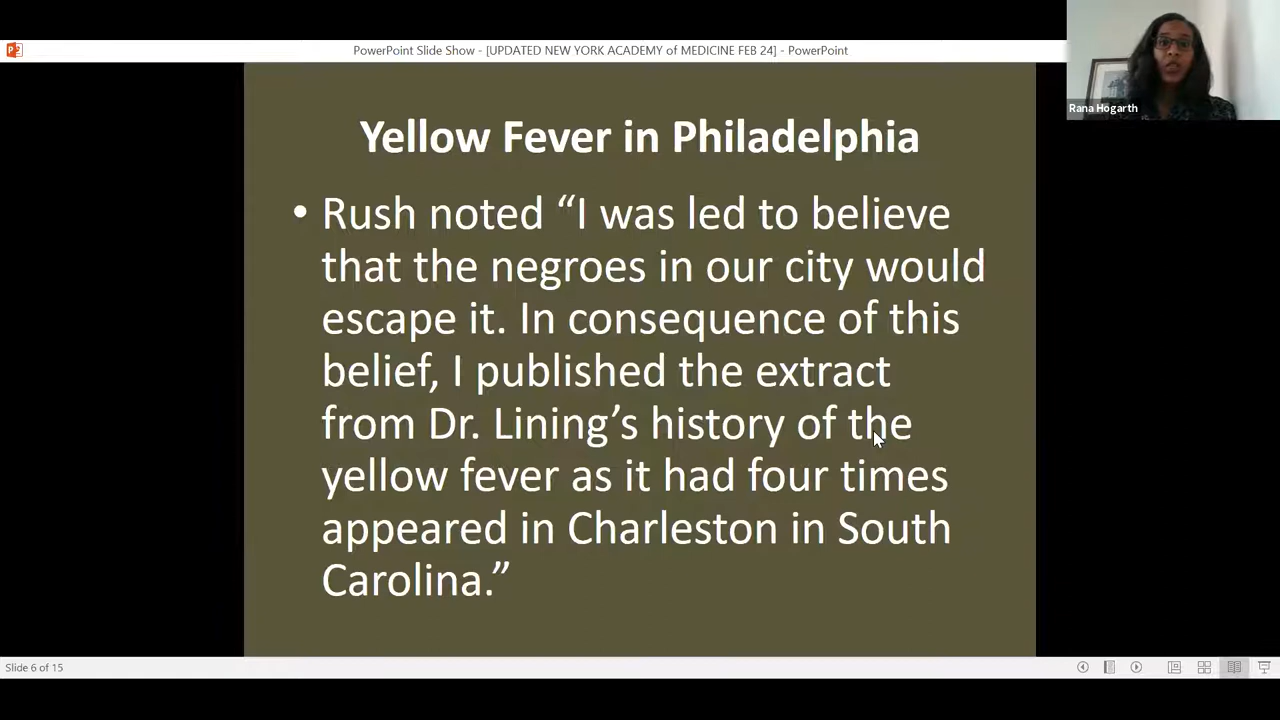 PowerPoint Slide Show - [UPDATED NEW YORK ACADEMY of MEDICINE FEB 24] - PowerPoint
Rana Hogarth
Yellow Fever in Philadelphia
• Rush noted “I was led to believe
that the negroes in our city would
escape it. In consequence of this
belief, I published the extract
from Dr. Lining’s history of the
yellow fever as it had four times
appeared in Charleston in South
Carolina.”
Slide 6 of 15